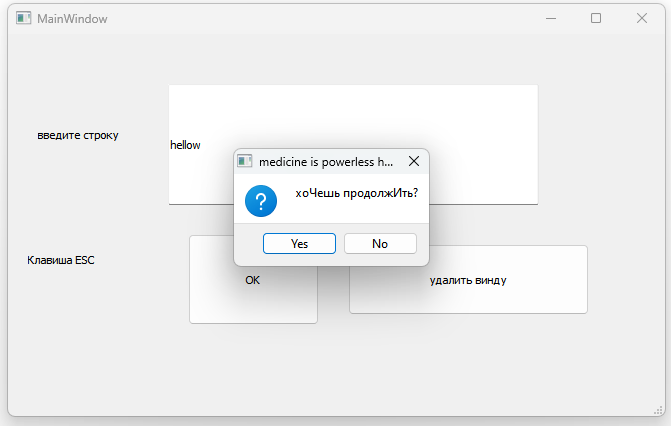 MainWindow
введите строку
hellow
medicine is powerless h...
хоЧешь продолжИть?
Yes
No
Клавиша ESC
OK
удалить винду